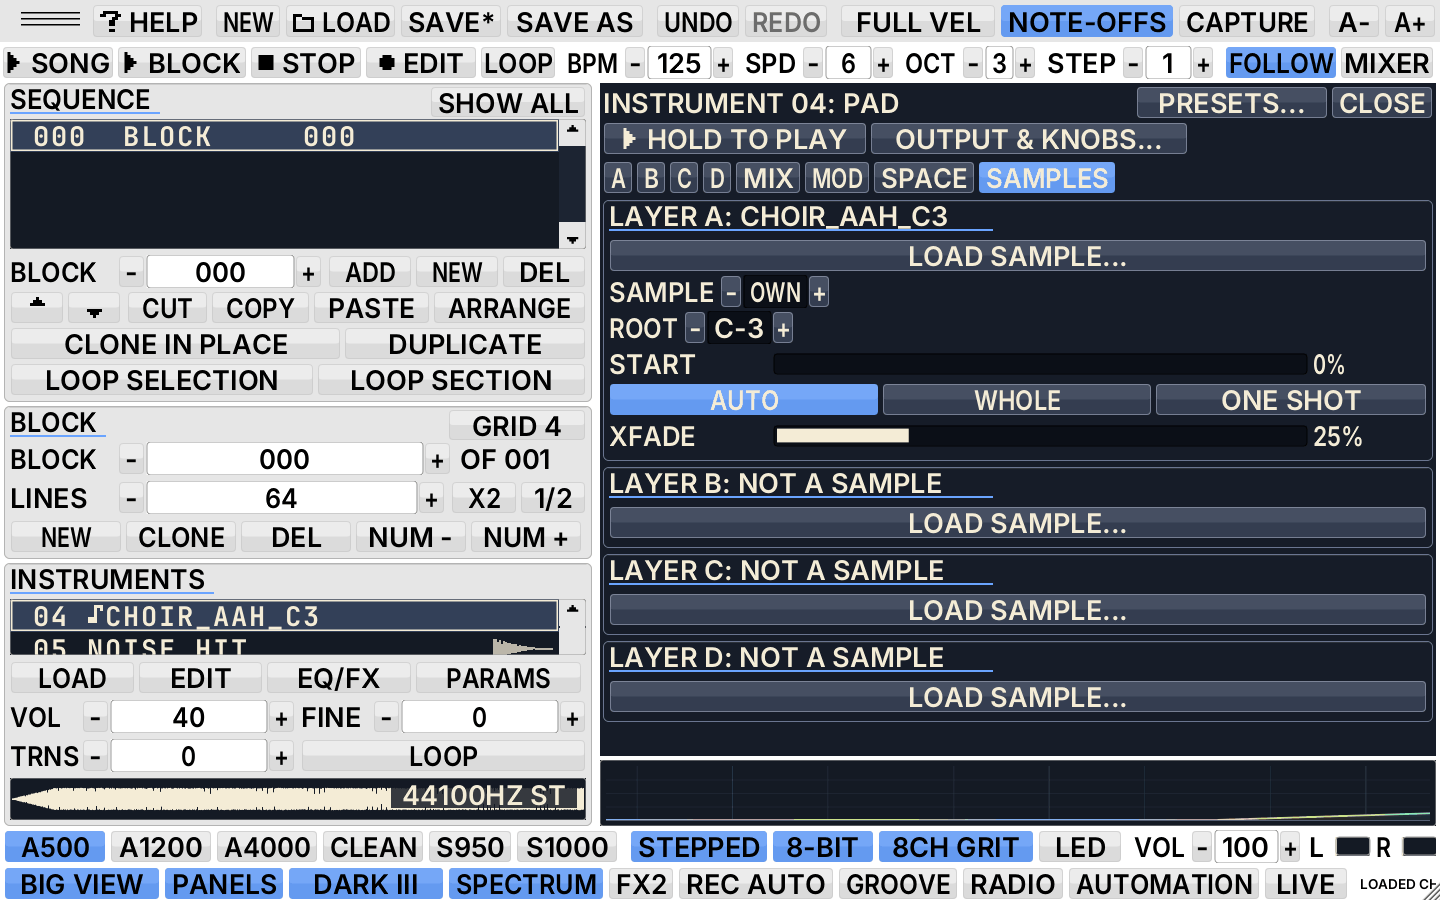 HELP NEW LOAD SAVE* SAVE AS UNDO REDO FULL VEL NOTE-OFFS CAPTURE A- A+
SONG BLOCK STOP EDIT LOOP BPM - 125 + SPD - 6 + OCT - 3 + STEP - 1 + FOLLOW MIXER
SEQUENCE SHOW ALL
000 BLOCK 000
BLOCK - 000 + ADD NEW DEL
CUT COPY PASTE ARRANGE
CLONE IN PLACE DUPLICATE
LOOP SELECTION LOOP SECTION
BLOCK GRID 4
BLOCK - 000 + OF 001
LINES - 64 + X2 1/2
NEW CLONE DEL NUM - NUM +
INSTRUMENTS
04 CHOIR_AAH_C3
05 NOISE HIT
LOAD EDIT EQ/FX PARAMS
VOL - 40 + FINE - 0 +
TRNS - 0 + LOOP
44100HZ ST
INSTRUMENT 04: PAD PRESETS... CLOSE
HOLD TO PLAY OUTPUT & KNOBS...
A B C D MIX MOD SPACE SAMPLES
LAYER A: CHOIR_AAH_C3
LOAD SAMPLE...
SAMPLE - OWN +
ROOT - C-3 +
START 0%
AUTO WHOLE ONE SHOT
XFADE 25%
LAYER B: NOT A SAMPLE
LOAD SAMPLE...
LAYER C: NOT A SAMPLE
LOAD SAMPLE...
LAYER D: NOT A SAMPLE
LOAD SAMPLE...
A500 A1200 A4000 CLEAN S950 S1000 STEPPED 8-BIT 8CH GRIT LED VOL - 100 + L R
BIG VIEW PANELS DARK III SPECTRUM FX2 REC AUTO GROOVE RADIO AUTOMATION LIVE LOADED